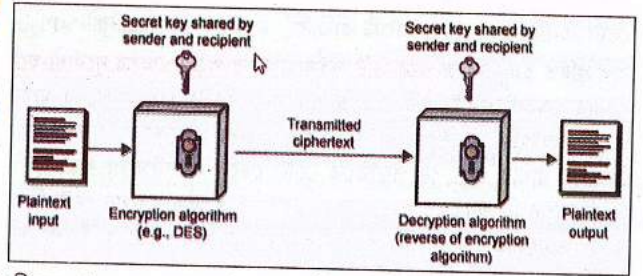 Secret key shared by
sender and recipient
Secret key shared by
sender and recipient
Transmitted
ciphertext
Plaintext
input
Encryption algorithm
(e.g., DES)
Decryption algorithm
(reverse of encryption
algorithm)
Plaintext
output